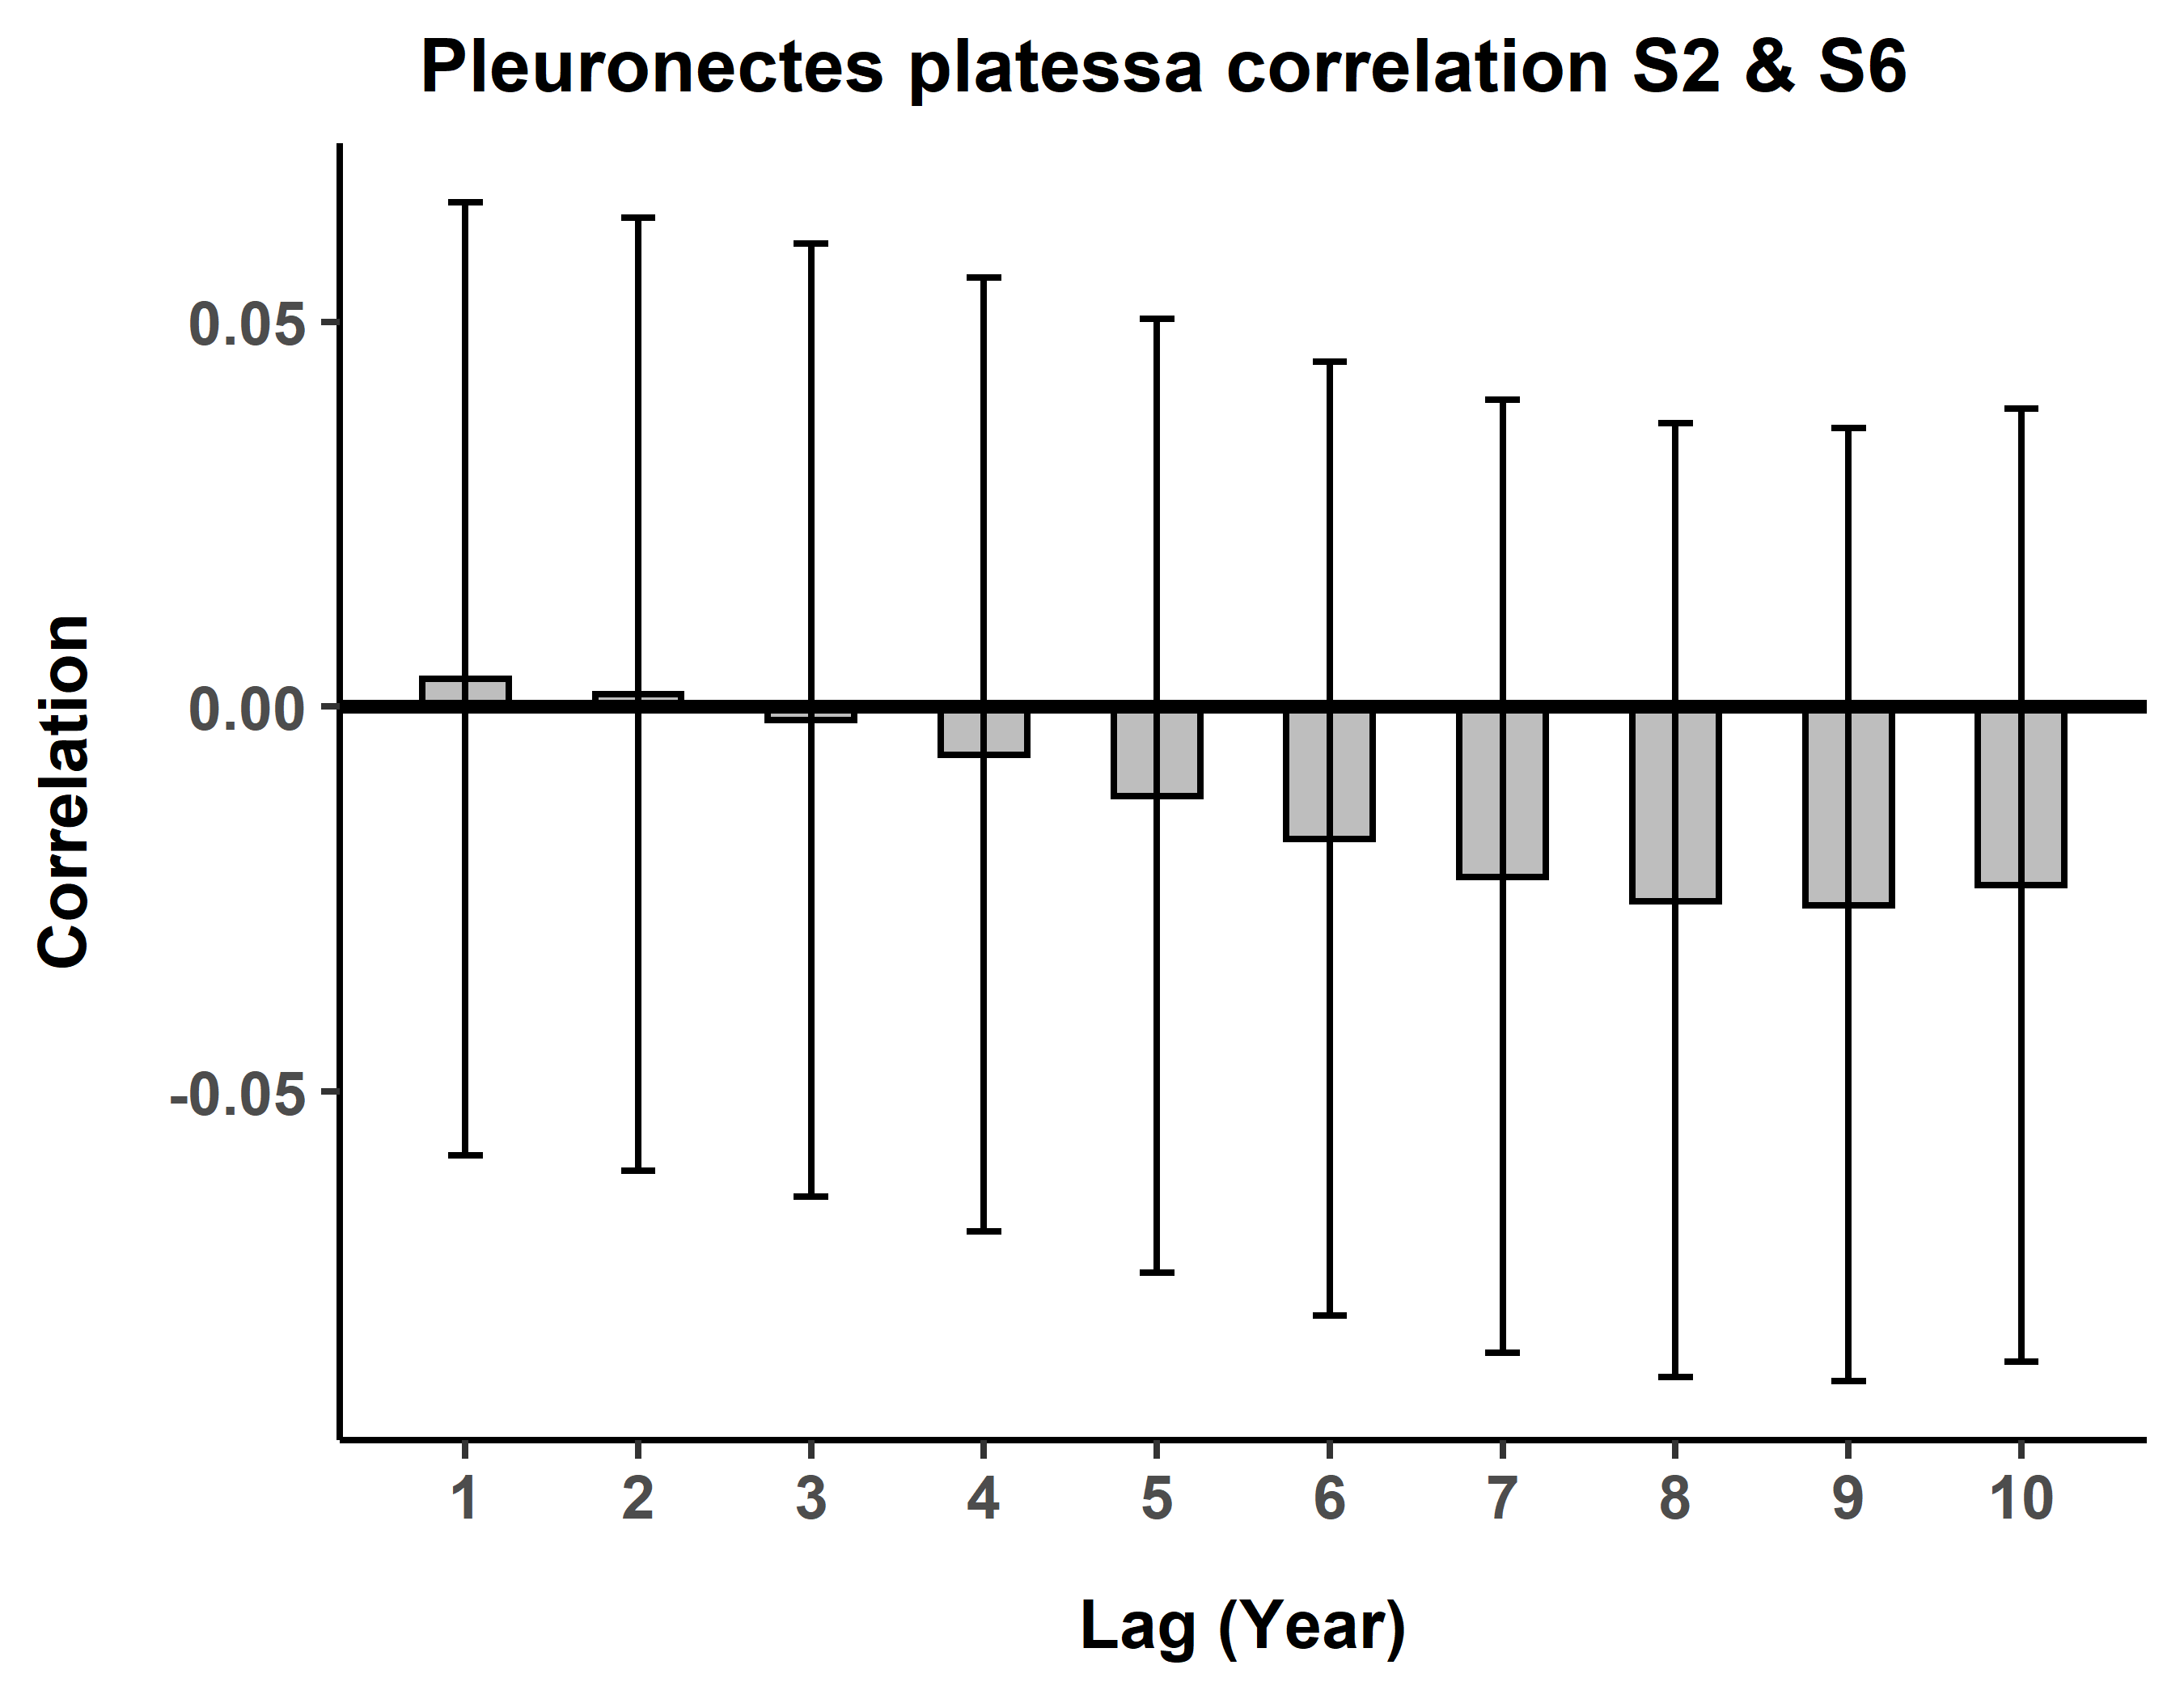 Pleuronectes platessa correlation S2 & S6
0.05
0.00
-0.05
Correlation
1 2 3 4 5 6 7 8 9 10
Lag (Year)